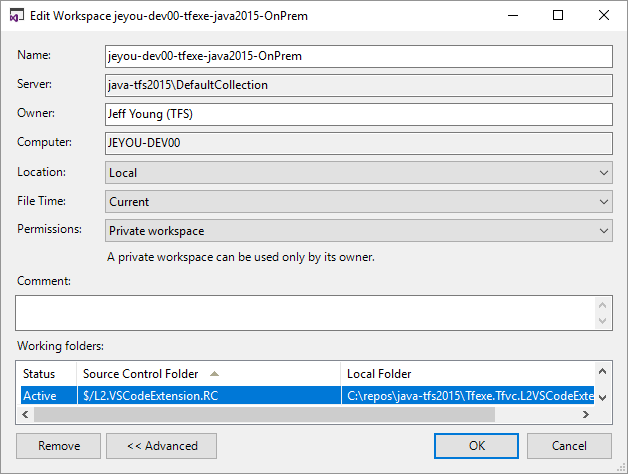 Edit Workspace jeyou-dev00-tfexe-java2015-OnPrem
Name: jeyou-dev00-tfexe-java2015-OnPrem
Server: java-tfs2015\DefaultCollection
Owner: Jeff Young (TFS)
Computer: JEYOU-DEV00
Location: Local
File Time: Current
Permissions: Private workspace
A private workspace can be used only by its owner.
Comment:
Working folders:
Status Source Control Folder Local Folder
Active $/L2.VSCodeExtension.RC C:\repos\java-tfs2015\Tfexe.Tfvc.L2VSCodeExte
Remove << Advanced OK Cancel